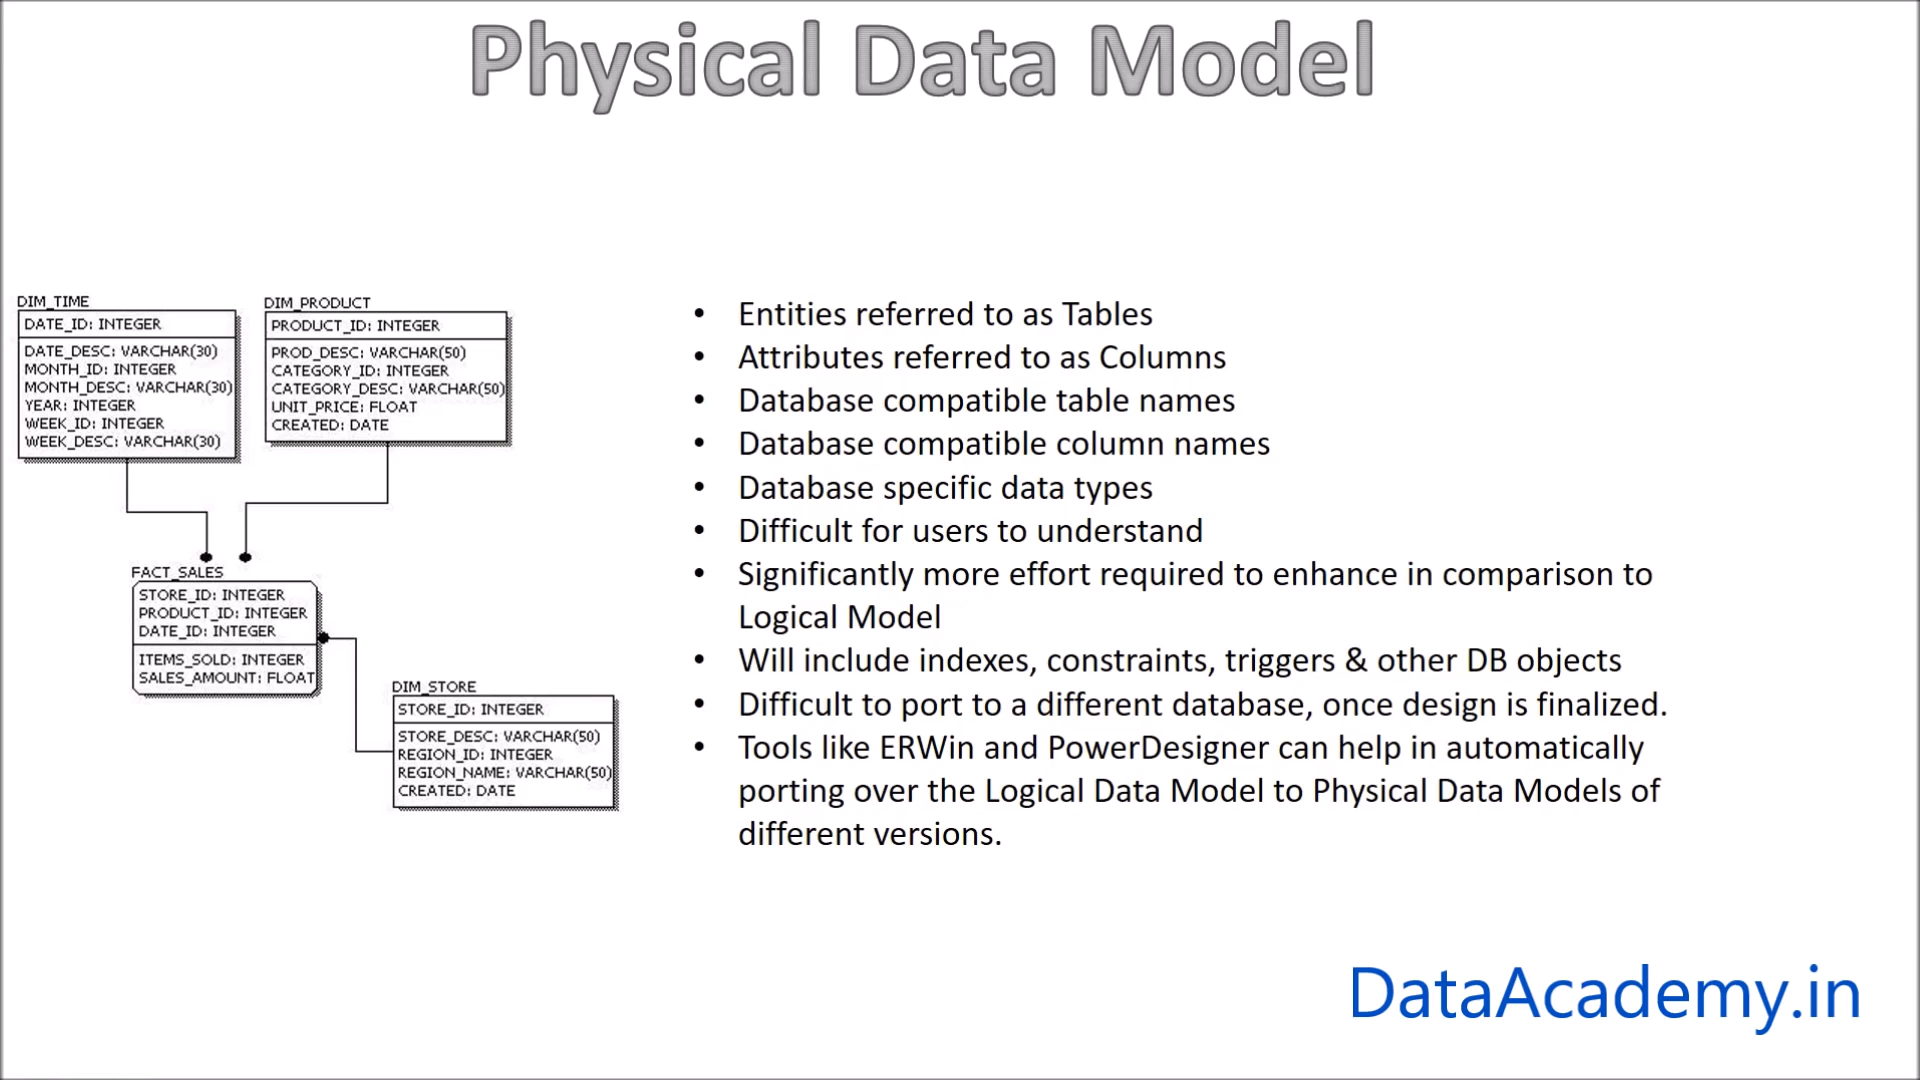 Physical Data Model
DIM_TIME
DATE_ID: INTEGER
DATE_DESC: VARCHAR(30)
MONTH_ID: INTEGER
MONTH_DESC: VARCHAR(30)
YEAR: INTEGER
WEEK_ID: INTEGER
WEEK_DESC: VARCHAR(30)
DIM_PRODUCT
PRODUCT_ID: INTEGER
PROD_DESC: VARCHAR(50)
CATEGORY_ID: INTEGER
CATEGORY_DESC: VARCHAR(50)
UNIT_PRICE: FLOAT
CREATED: DATE
FACT_SALES
STORE_ID: INTEGER
PRODUCT_ID: INTEGER
DATE_ID: INTEGER
ITEMS_SOLD: INTEGER
SALES_AMOUNT: FLOAT
DIM_STORE
STORE_ID: INTEGER
STORE_DESC: VARCHAR(50)
REGION_ID: INTEGER
REGION_NAME: VARCHAR(50)
CREATED: DATE
• Entities referred to as Tables
• Attributes referred to as Columns
• Database compatible table names
• Database compatible column names
• Database specific data types
• Difficult for users to understand
• Significantly more effort required to enhance in comparison to
Logical Model
• Will include indexes, constraints, triggers & other DB objects
• Difficult to port to a different database, once design is finalized.
• Tools like ERWin and PowerDesigner can help in automatically
porting over the Logical Data Model to Physical Data Models of
different versions.
DataAcademy.in